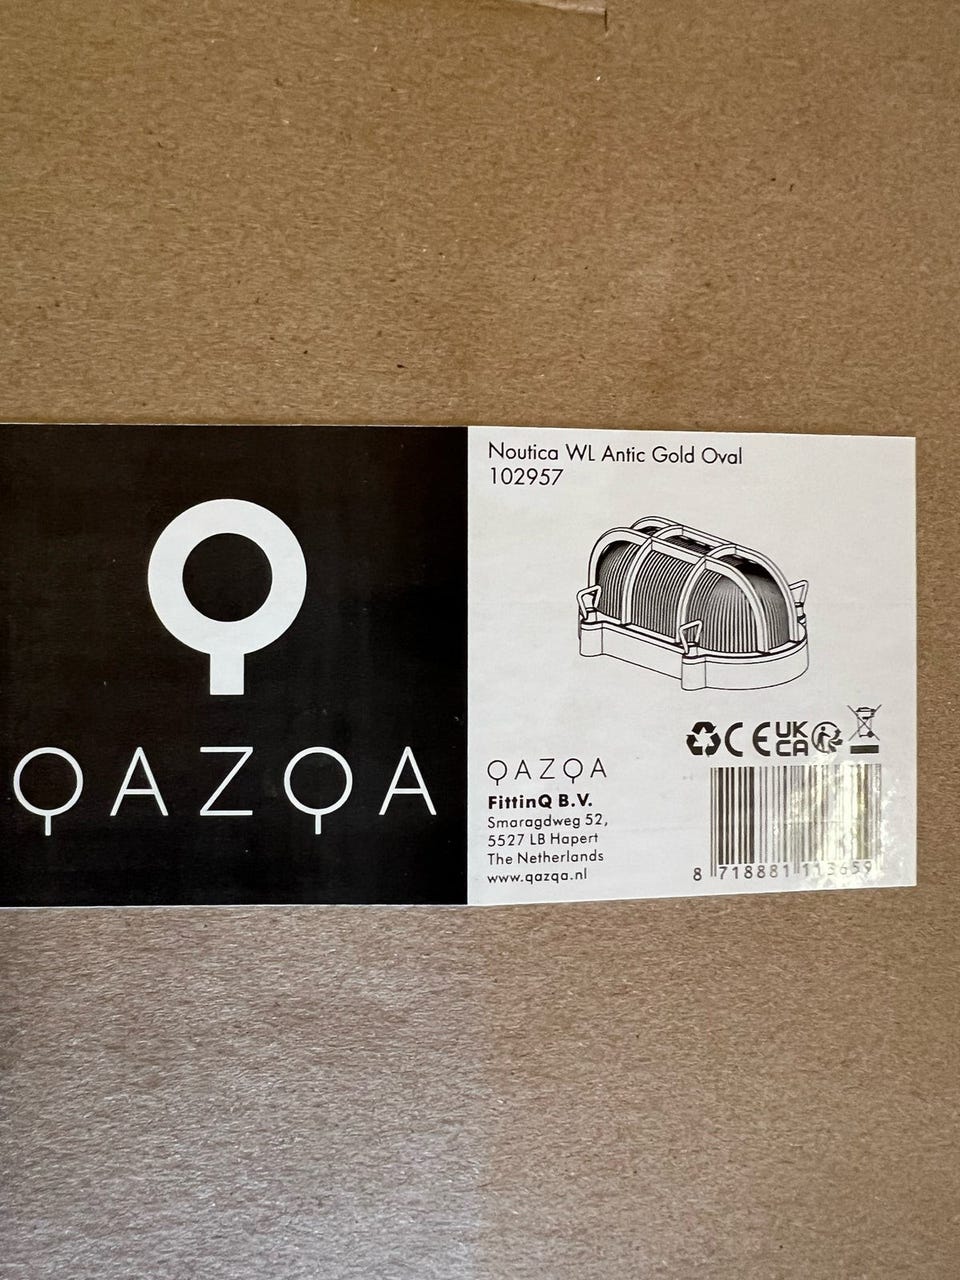 QAZQA
Noutica WL Antic Gold Oval
102957
CE UK CA
QAZQA
FittinQ B.V.
Smaragdweg 52,
5527 LB Hapert
The Netherlands
www.qazqa.nl
8 718881 113659